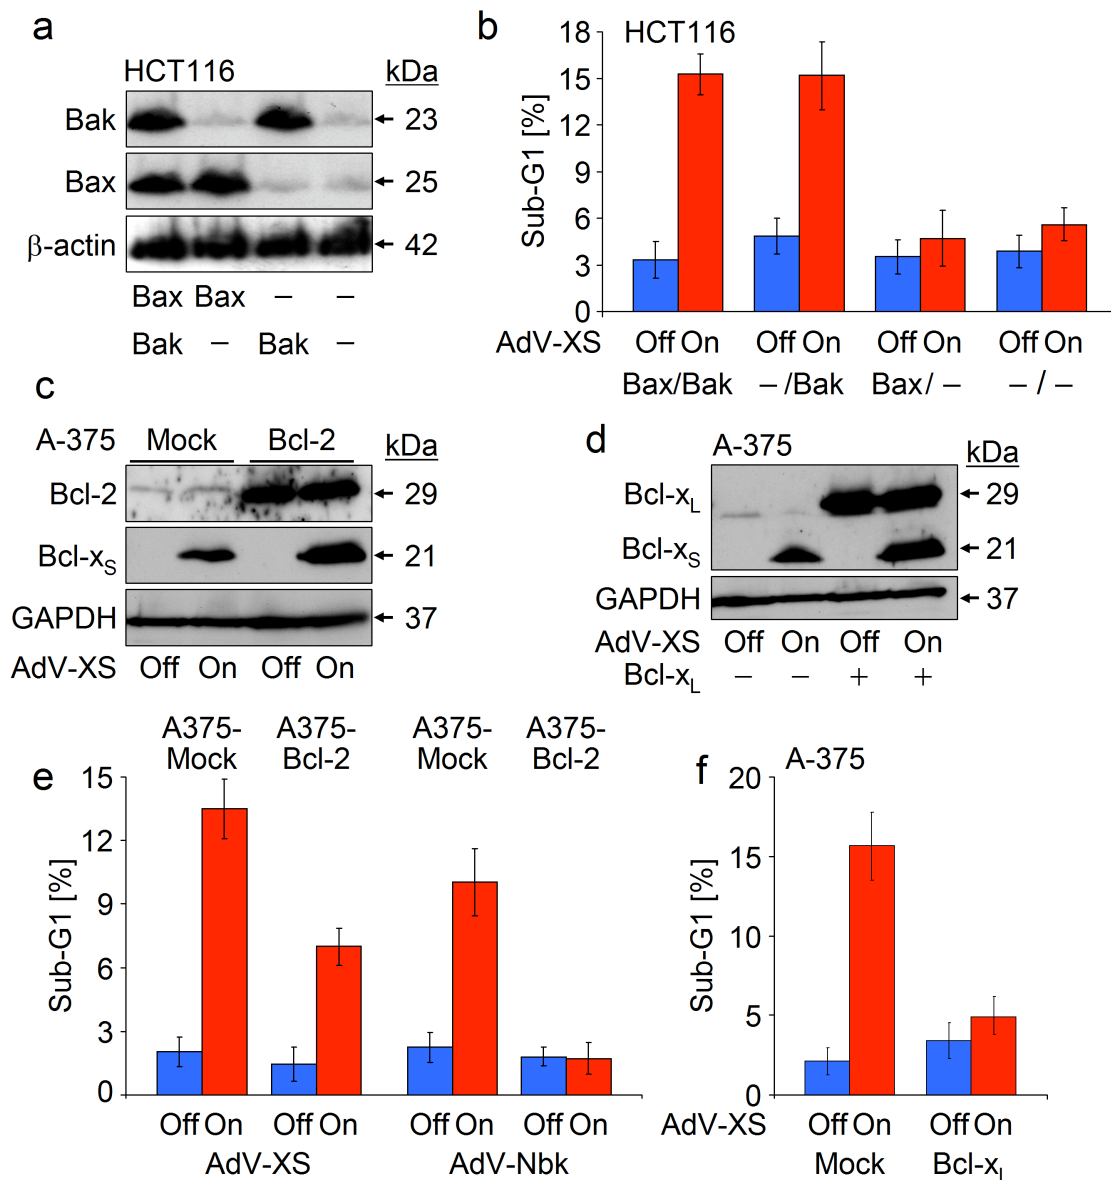 a
HCT116
kDa
Bak
23
Bax
25
β-actin
42
Bax Bax – –
Bak – Bak –
b
HCT116
Sub-G1 [%]
18
15
12
9
6
3
0
AdV-XS
Off On Off On Off On Off On
Bax/Bak –/Bak Bax/– –/–
c
A-375
Mock Bcl-2
kDa
Bcl-2
29
Bcl-xS
21
GAPDH
37
AdV-XS Off On Off On
d
A-375
kDa
Bcl-xL
29
Bcl-xS
21
GAPDH
37
AdV-XS Off On Off On
Bcl-xL – – + +
e
A375- A375- A375- A375-
Mock Bcl-2 Mock Bcl-2
Sub-G1 [%]
15
12
9
6
3
0
Off On Off On Off On Off On
AdV-XS AdV-Nbk
f
A-375
Sub-G1 [%]
20
15
10
5
0
AdV-XS Off On Off On
Mock Bcl-xL